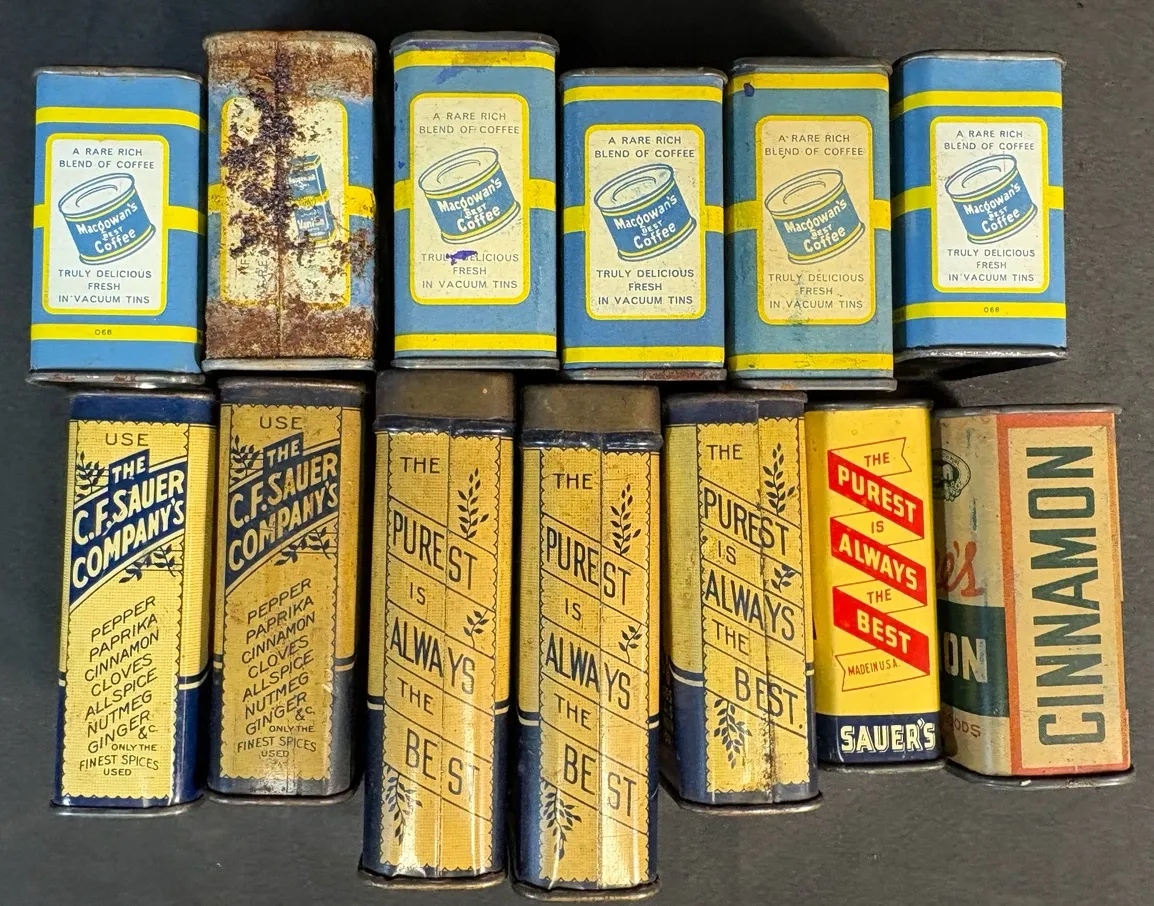 A RARE RICH
BLEND OF COFFEE
Macgowan's
BEST
Coffee
TRULY DELICIOUS
FRESH
IN VACUUM TINS
068
A RARE RICH
BLEND OF COFFEE
Macgowan's
BEST
Coffee
TRULY
FRESH
IN VACUUM TINS
A RARE RICH
BLEND OF COFFEE
Macgowan's
BEST
Coffee
TRULY DELICIOUS
FRESH
IN VACUUM TINS
A RARE RICH
BLEND OF COFFEE
Macgowan's
BEST
Coffee
TRULY DELICIOUS
FRESH
IN VACUUM TINS
A RARE RICH
BLEND OF COFFEE
Macgowan's
BEST
Coffee
TRULY DELICIOUS
FRESH
IN VACUUM TINS
068
USE
THE
C.F. SAUER
COMPANY'S
PEPPER
PAPRIKA
CINNAMON
CLOVES
ALLSPICE
NUTMEG
GINGER
&c.
ONLY THE
FINEST SPICES
USED
USE
THE
C.F. SAUER
COMPANY'S
PEPPER
PAPRIKA
CINNAMON
CLOVES
ALLSPICE
NUTMEG
GINGER
&c.
ONLY THE
FINEST SPICES
USED
THE
PUREST
IS
ALWAYS
THE
BEST
THE
PUREST
IS
ALWAYS
THE
BEST
THE
PUREST
IS
ALWAYS
THE
BEST.
THE
PUREST
IS
ALWAYS
THE
BEST
MADE IN U.S.A.
SAUER'S
CINNAMON